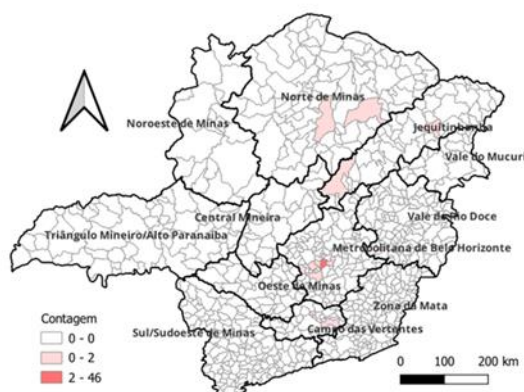 Norte de Minas
Noroeste de Minas
Jequitinhonha
Vale do Mucuri
Central Mineira
Vale do Rio Doce
Triângulo Mineiro/Alto Paranaíba
Metropolitana de Belo Horizonte
Oeste de Minas
Zona da Mata
Sul/Sudoeste de Minas
Campo das Vertentes
Contagem
0 - 0
0 - 2
2 - 46
0 100 200 km